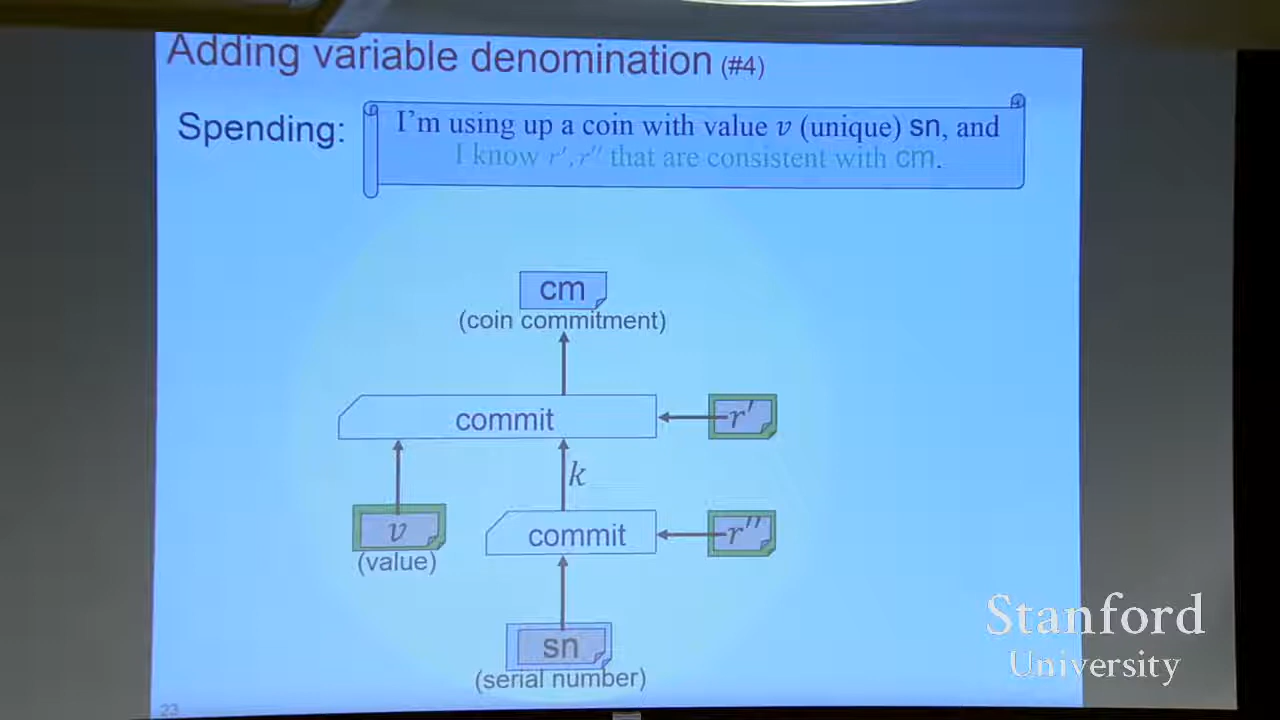 Adding variable denomination (#4)
Spending:
I'm using up a coin with value v (unique) sn, and
I know r', r'' that are consistent with cm.
cm
(coin commitment)
commit
r'
k
v
(value)
commit
r''
sn
(serial number)
23
Stanford
University